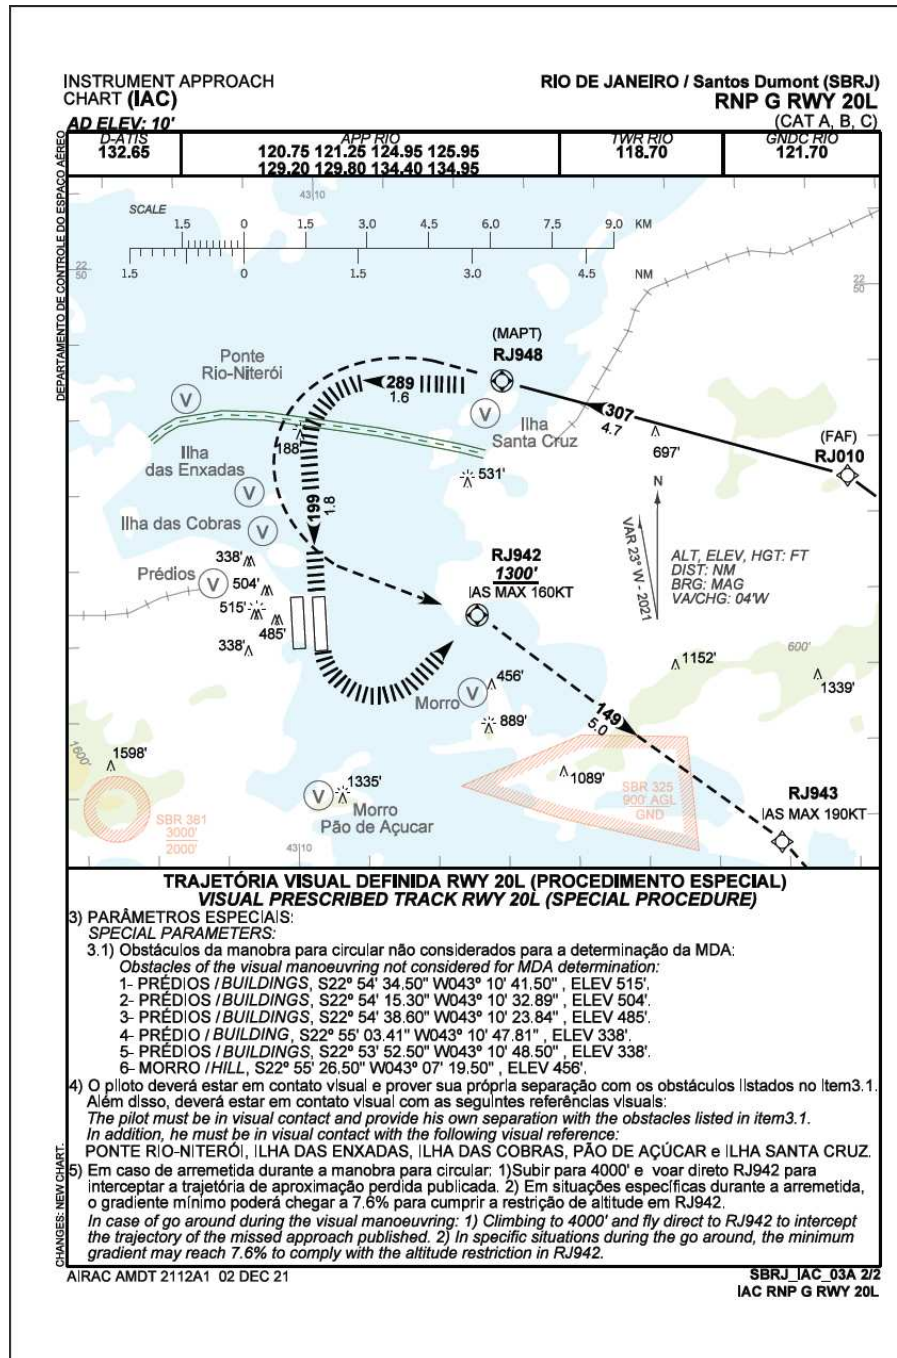 INSTRUMENT APPROACH
CHART (IAC)
AD ELEV: 10'
RIO DE JANEIRO / Santos Dumont (SBRJ)
RNP G RWY 20L
(CAT A, B, C)
D-ATIS
132.65
APP RIO
120.75 121.25 124.95 125.95
129.20 129.80 134.40 134.95
TWR RIO
118.70
GNDC RIO
121.70
DEPARTAMENTO DE CONTROLE DO ESPAÇO AÉREO
43 10
SCALE
1.5 0 1.5 3.0 4.5 6.0 7.5 9.0 KM
1.5 0 1.5 3.0 4.5 NM
22
50
22
50
(MAPT)
RJ948
Ponte
Rio-Niterói
V
289
1.6
V
Ilha
Santa Cruz
307
4.7
188'
697'
(FAF)
RJ010
Ilha
das Enxadas
V
531'
199
1.8
N
VAR 23° W - 2021
Ilha das Cobras
V
RJ942
1300'
IAS MAX 160KT
ALT, ELEV, HGT: FT
DIST: NM
BRG: MAG
VA/CHG: 04'W
338'
Prédios
V
504'
515'
485'
338'
600'
1152'
1339'
456'
Morro
V
889'
149
5.0
1600'
1598'
1089'
SBR 325
900' AGL
GND
RJ943
IAS MAX 190KT
SBR 381
3000'
2000'
V
1335'
Morro
Pão de Açucar
43 10
TRAJETÓRIA VISUAL DEFINIDA RWY 20L (PROCEDIMENTO ESPECIAL)
VISUAL PRESCRIBED TRACK RWY 20L (SPECIAL PROCEDURE)
3) PARÂMETROS ESPECIAIS:
SPECIAL PARAMETERS:
3.1) Obstáculos da manobra para circular não considerados para a determinação da MDA:
Obstacles of the visual manoeuvring not considered for MDA determination:
1- PRÉDIOS / BUILDINGS, S22º 54' 34.50" W043º 10' 41.50" , ELEV 515'.
2- PRÉDIOS / BUILDINGS, S22º 54' 15.30" W043º 10' 32.89" , ELEV 504'.
3- PRÉDIOS / BUILDINGS, S22º 54' 38.60" W043º 10' 23.84" , ELEV 485'.
4- PRÉDIO / BUILDING, S22º 55' 03.41" W043º 10' 47.81" , ELEV 338'.
5- PRÉDIOS / BUILDINGS, S22º 53' 52.50" W043º 10' 48.50" , ELEV 338'.
6- MORRO / HILL, S22º 55' 26.50" W043º 07' 19.50" , ELEV 456'.
4) O piloto deverá estar em contato visual e prover sua própria separação com os obstáculos listados no item3.1.
Além disso, deverá estar em contato visual com as seguintes referências visuais:
The pilot must be in visual contact and provide his own separation with the obstacles listed in item3.1.
In addition, he must be in visual contact with the following visual reference:
PONTE RIO-NITERÓI, ILHA DAS ENXADAS, ILHA DAS COBRAS, PÃO DE AÇÚCAR e ILHA SANTA CRUZ.
5) Em caso de arremetida durante a manobra para circular: 1)Subir para 4000' e voar direto RJ942 para
interceptar a trajetória de aproximação perdida publicada. 2) Em situações específicas durante a arremetida,
o gradiente mínimo poderá chegar a 7.6% para cumprir a restrição de altitude em RJ942.
In case of go around during the visual manoeuvring: 1) Climbing to 4000' and fly direct to RJ942 to intercept
the trajectory of the missed approach published. 2) In specific situations during the go around, the minimum
gradient may reach 7.6% to comply with the altitude restriction in RJ942.
CHANGES: NEW CHART.
AIRAC AMDT 2112A1 02 DEC 21
SBRJ_IAC_03A 2/2
IAC RNP G RWY 20L